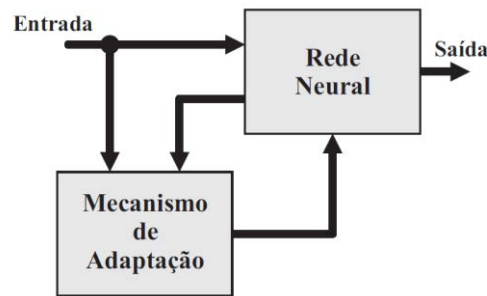 Entrada
Rede
Neural
Saída
Mecanismo
de
Adaptação